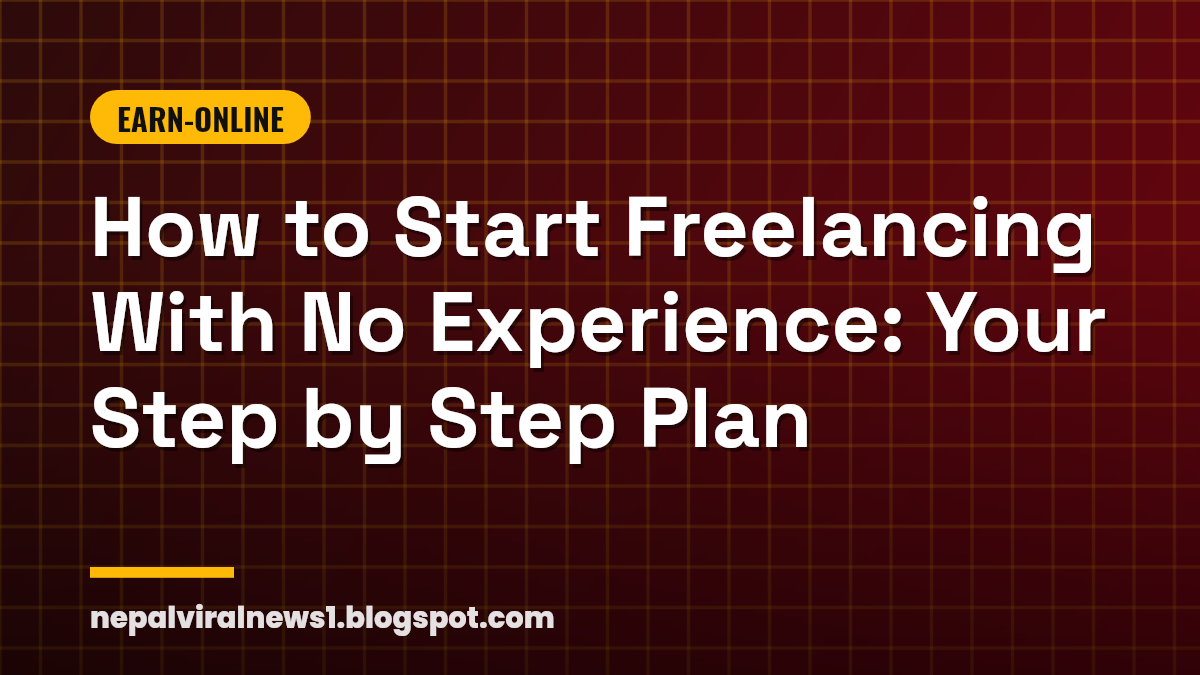 EARN-ONLINE
How to Start Freelancing
With No Experience: Your
Step by Step Plan
nepalviralnews1.blogspot.com